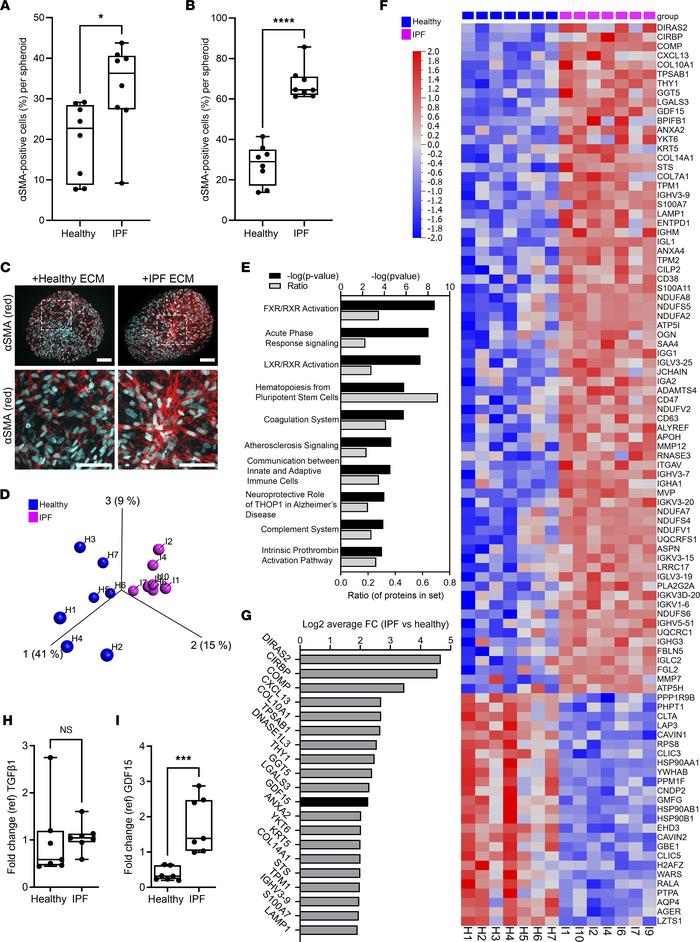 A
αSMA-positive cells (%) per spheroid
*
50
40
30
20
10
0
Healthy
IPF
B
αSMA-positive cells (%) per spheroid
****
100
80
60
40
20
0
Healthy
IPF
C
+Healthy ECM
+IPF ECM
αSMA (red)
αSMA (red)
D
Healthy
IPF
3 (9 %)
H3
H7
I2
I4
H5
H6
I7
I10
I1
H1
H4
H2
1 (41 %)
2 (15 %)
E
-log(p-value)
Ratio
-log(pvalue)
0 2 4 6 8 10
FXR/RXR Activation
Acute Phase
Response signaling
LXR/RXR Activation
Hematopoiesis from
Pluripotent Stem Cells
Coagulation System
Atherosclerosis Signaling
Communication between
Innate and Adaptive
Immune Cells
Neuroprotective Role
of THOP1 in Alzheimer's
Disease
Complement System
Intrinsic Prothrombin
Activation Pathway
0.0 0.2 0.4 0.6 0.8
Ratio (of proteins in set)
F
Healthy
IPF
2.0
1.8
1.6
1.4
1.2
1.0
0.8
0.6
0.4
0.2
0.0
-0.2
-0.4
-0.6
-0.8
-1.0
-1.2
-1.4
-1.6
-1.8
-2.0
group
DIRAS2
CIRBP
COMP
CXCL13
COL10A1
TPSAB1
THY1
GGT5
LGALS3
GDF15
BPIFB1
ANXA2
YKT6
KRT5
COL14A1
STS
COL7A1
TPM1
IGHV3-9
S100A7
LAMP1
ENTPD1
IGHM
IGL1
ANXA4
TPM2
CILP2
CD38
S100A11
NDUFA8
NDUFS5
NDUFA2
ATP5I
OGN
SAA4
IGG1
IGLV3-25
JCHAIN
IGA2
ADAMTS4
CD47
NDUFV2
CD63
ALYREF
APOH
MMP12
RNASE3
ITGAV
IGHV3-7
IGHA1
MVP
IGKV3-20
NDUFA7
NDUFS4
NDUFV1
UQCRFS1
ASPN
IGKV3-15
LRRC17
IGLV3-19
PLA2G2A
IGKV3D-20
IGKV1-6
NDUFS6
IGHV5-51
UQCRC1
IGHG3
FBLN5
IGLC2
FGL2
MMP7
ATP5H
PPP1R9B
PHPT1
CLTA
LAP3
CAVIN1
RPS8
CLIC3
HSP90AA1
YWHAB
PPM1F
CNDP2
GMFG
HSP90AB1
HSP90B1
EHD3
CAVIN2
GBE1
CLIC5
H2AFZ
WARS
RALA
PTPA
AQP4
AGER
LZTS1
H1 H2 H3 H4 H5 H6 H7 I1 I10 I2 I4 I6 I7 I9
G
Log2 average FC (IPF vs healthy)
0 1 2 3 4 5
DIRAS2
CIRBP
COMP
CXCL13
COL10A1
TPSAB1
DNASE1L3
THY1
GGT5
LGALS3
GDF15
ANXA2
YKT6
KRT5
COL14A1
STS
TPM1
IGHV3-9
S100A7
LAMP1
H
Fold change (ref) TGFβ1
NS
3
2
1
0
Healthy IPF
I
Fold change (ref) GDF15
***
4
3
2
1
0
Healthy IPF